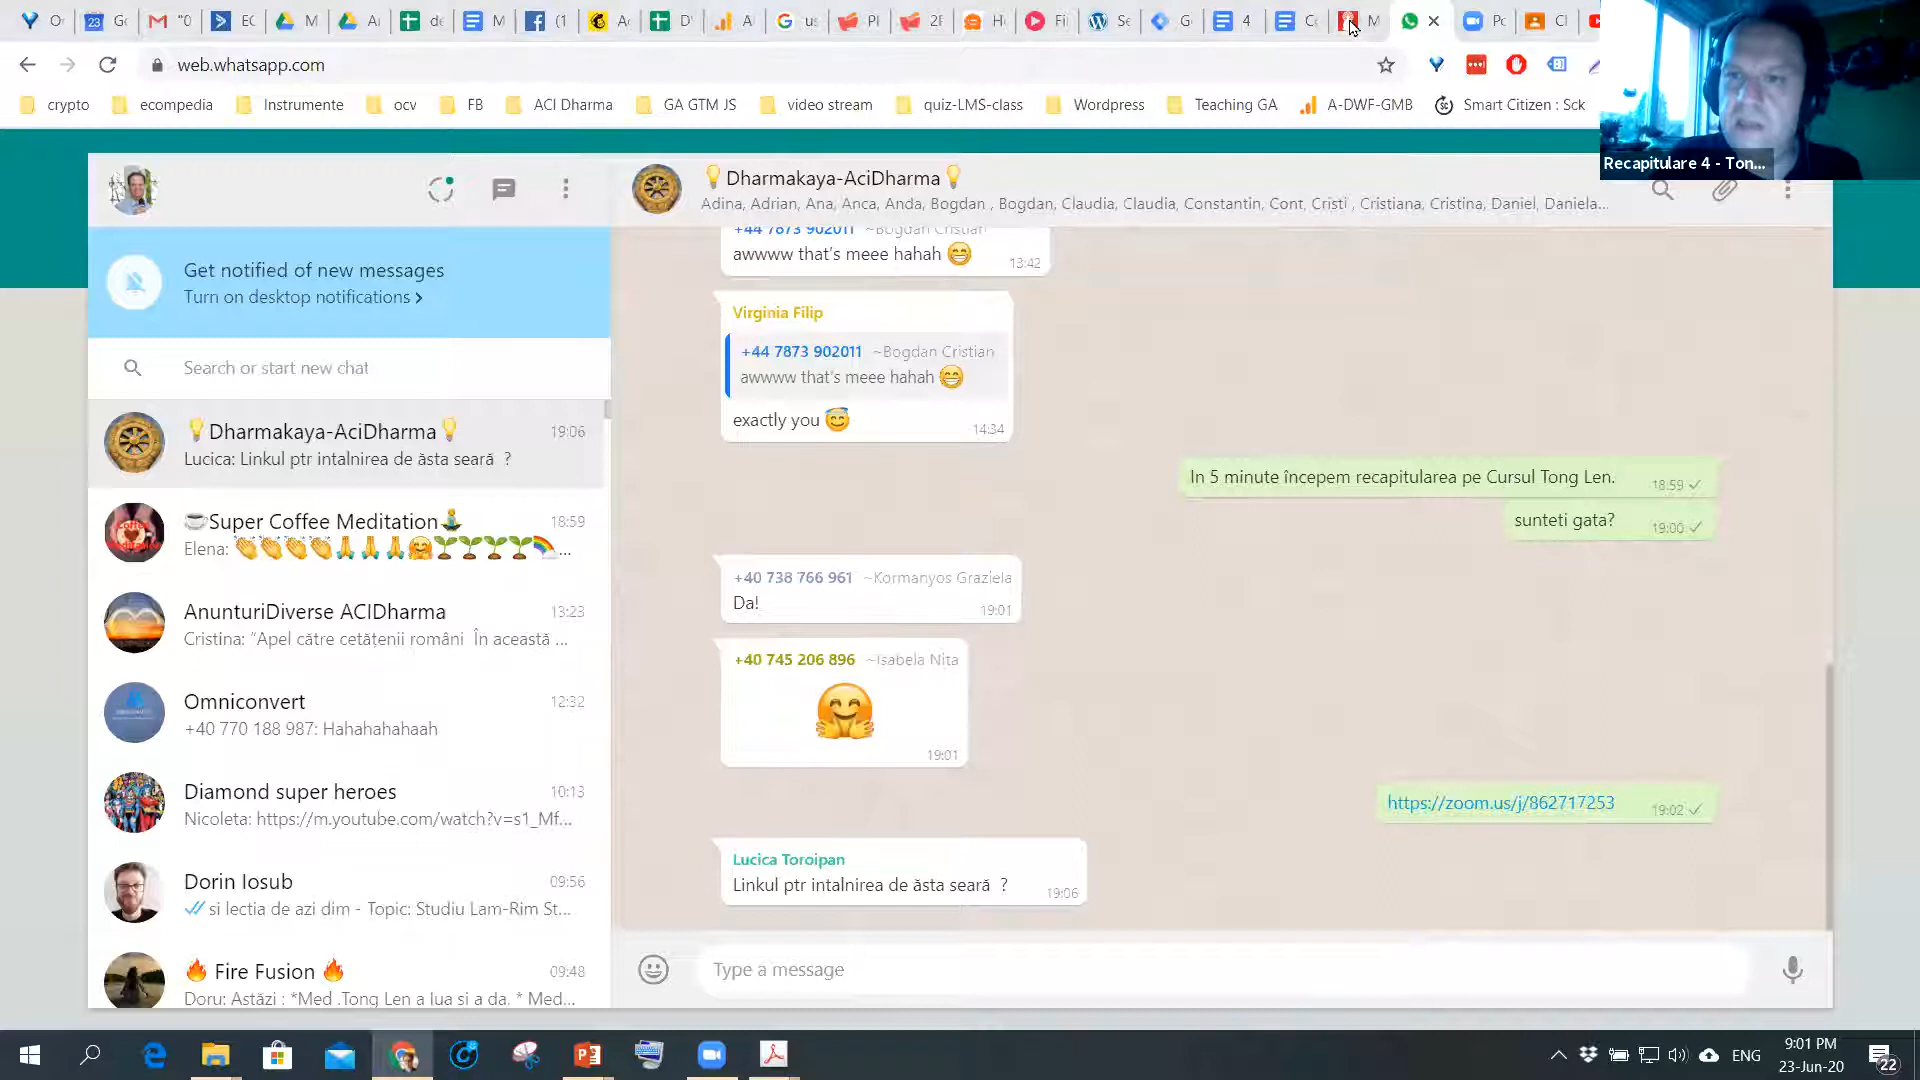 web.whatsapp.com
crypto
ecompedia
Instrumente
ocv
FB
ACI Dharma
GA GTM JS
video stream
quiz-LMS-class
Wordpress
Teaching GA
A-DWF-GMB
Smart Citizen : Sck
Recapitulare 4 - Ton...
Get notified of new messages
Turn on desktop notifications
Search or start new chat
Dharmakaya-AciDharma 19:06
Lucica: Linkul ptr intalnirea de ăsta seară ?
Super Coffee Meditation 18:59
Elena: 👏👏👏👏🙏🙏🙏🤗🌱🌱🌱🌱🌈...
AnunturiDiverse ACIDharma 13:23
Cristina: “Apel către cetățenii români În această ...
Omniconvert 12:32
+40 770 188 987: Hahahahahaah
Diamond super heroes 10:13
Nicoleta: https://m.youtube.com/watch?v=s1_Mf...
Dorin Iosub 09:56
si lectia de azi dim - Topic: Studiu Lam-Rim St...
Fire Fusion 09:48
Doru: Astăzi : *Med .Tong Len a lua si a da. * Med...
Dharmakaya-AciDharma
Adina, Adrian, Ana, Anca, Anda, Bogdan , Bogdan, Claudia, Claudia, Constantin, Cont, Cristi , Cristiana, Cristina, Daniel, Daniela...
+44 7873 902011 ~Bogdan Cristian
awwww that's meee hahah 😁 13:42
Virginia Filip
+44 7873 902011 ~Bogdan Cristian
awwww that's meee hahah 😁
exactly you 😇 14:34
In 5 minute începem recapitularea pe Cursul Tong Len. 18:59
sunteti gata? 19:00
+40 738 766 961 ~Kormanyos Graziela
Da! 19:01
+40 745 206 896 ~Isabela Nita
19:01
https://zoom.us/j/862717253 19:02
Lucica Toroipan
Linkul ptr intalnirea de ăsta seară ? 19:06
Type a message
ENG
9:01 PM
23-Jun-20
22